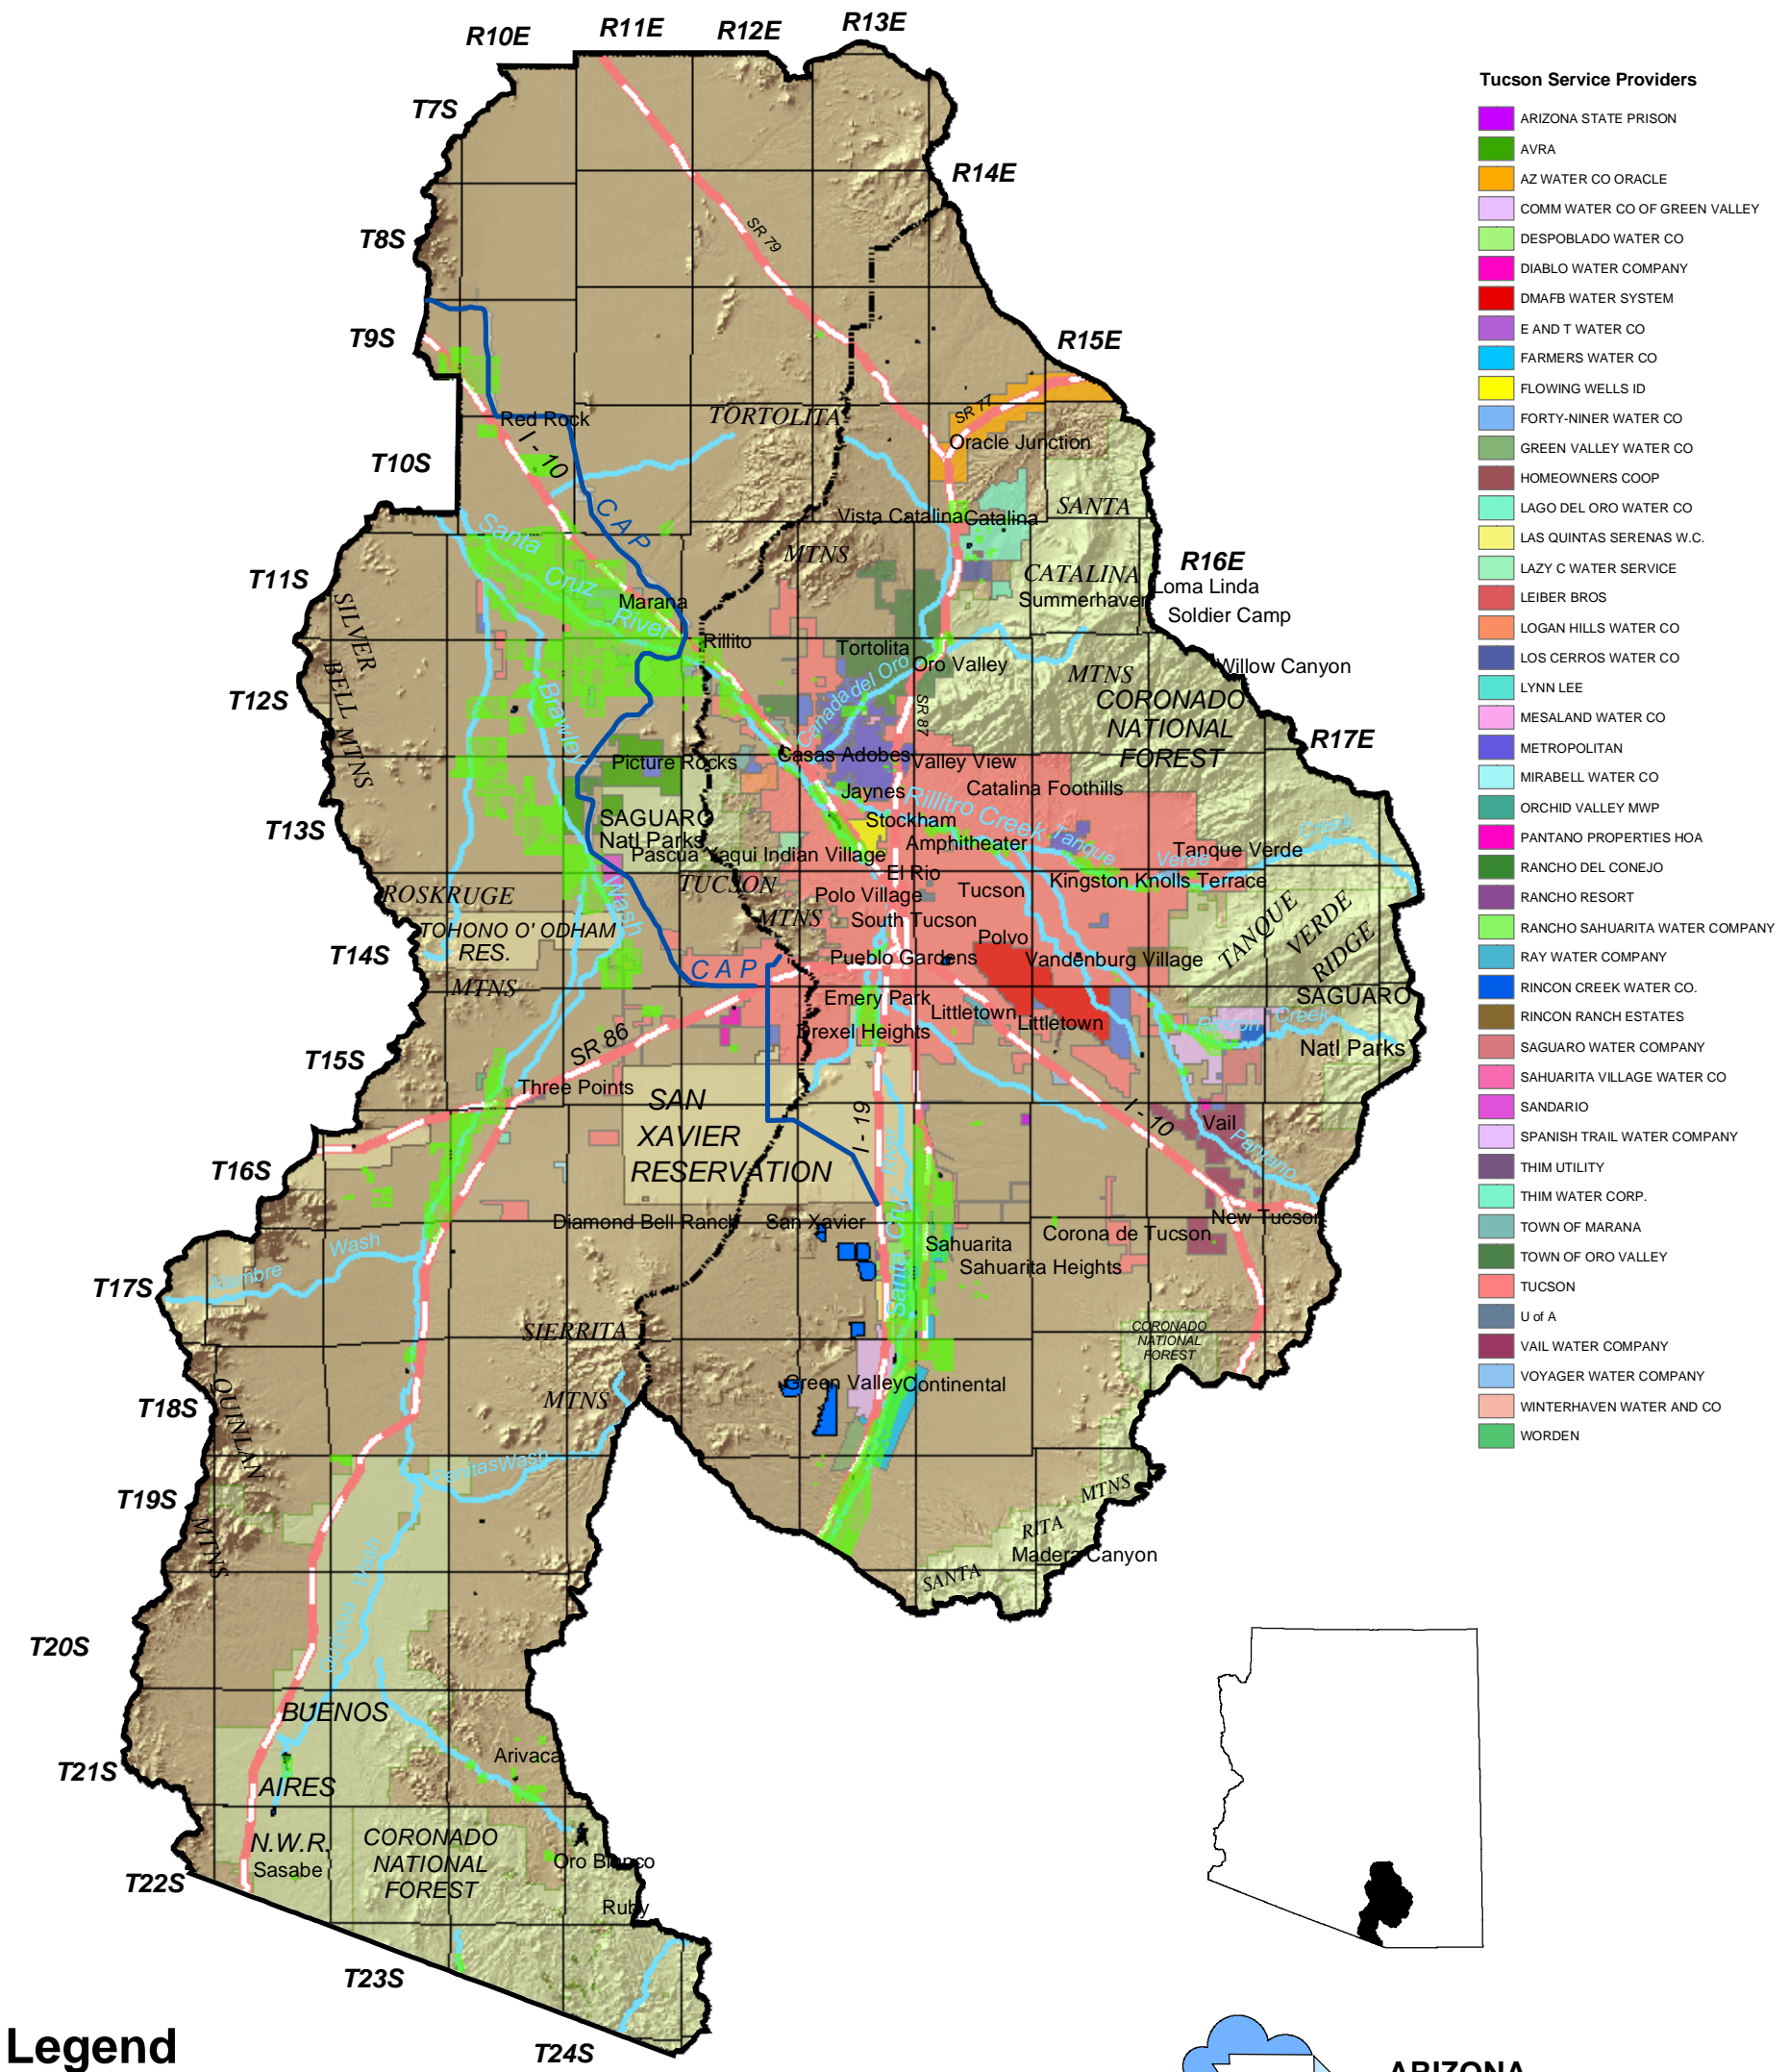 R10E
R11E
R12E
R13E
T7S
R14E
T8S
SR 79
T9S
R15E
Red Rock
TORTOLITA
SR 77
I - 10
Oracle Junction
T10S
CAP
SANTA
Vista Catalina
Catalina
Santa
MTNS
R16E
T11S
Cruz
CATALINA
Loma Linda
SILVER
Marana
Summerhaven
Soldier Camp
River
Rillito
Tortolita
Oro Valley
Willow Canyon
BELL MTNS
MTNS
T12S
Brawley
Canada del Oro
SR 87
CORONADO
NATIONAL
FOREST
R17E
Casas Adobes
Picture Rocks
Valley View
Jaynes
Catalina Foothills
Rillitro Creek
T13S
SAGUARO
Natl Parks
Stockham
Amphitheater
Tanque
Verde
Creek
Tanque Verde
Pascua Yaqui Indian Village
El Rio
Kingston Knolls Terrace
ROSKRUGE
TUCSON
Polo Village
Tucson
Wash
MTNS
South Tucson
TANQUE
VERDE
RIDGE
TOHONO O' ODHAM
RES.
T14S
Polvo
CAP
Pueblo Gardens
Vandenburg Village
MTNS
Emery Park
SAGUARO
Littletown
Littletown
Rincon
Creek
Drexel Heights
SR 86
Natl Parks
T15S
Three Points
SAN
XAVIER
RESERVATION
I - 19
I - 10
Vail
River
Pantano
T16S
Diamond Bell Ranch
San Xavier
New Tucson
Corona de Tucson
Wash
Sahuarita
Santa Cruz
Sahuarita Heights
Alambre
T17S
SIERRITA
CORONADO
NATIONAL
FOREST
QUINLAN
Green Valley
Continental
MTNS
T18S
Penitas Wash
MTNS
T19S
MTNS
RITA
Madera Canyon
SANTA
Wash
T20S
BUENOS
Arivaca
T21S
AIRES
N.W.R.
CORONADO
NATIONAL
FOREST
Sasabe
Oro Blanco
T22S
Ruby
T23S
T24S
Legend
Tucson Service Providers
ARIZONA STATE PRISON
AVRA
AZ WATER CO ORACLE
COMM WATER CO OF GREEN VALLEY
DESPOBLADO WATER CO
DIABLO WATER COMPANY
DMAFB WATER SYSTEM
E AND T WATER CO
FARMERS WATER CO
FLOWING WELLS ID
FORTY-NINER WATER CO
GREEN VALLEY WATER CO
HOMEOWNERS COOP
LAGO DEL ORO WATER CO
LAS QUINTAS SERENAS W.C.
LAZY C WATER SERVICE
LEIBER BROS
LOGAN HILLS WATER CO
LOS CERROS WATER CO
LYNN LEE
MESALAND WATER CO
METROPOLITAN
MIRABELL WATER CO
ORCHID VALLEY MWP
PANTANO PROPERTIES HOA
RANCHO DEL CONEJO
RANCHO RESORT
RANCHO SAHUARITA WATER COMPANY
RAY WATER COMPANY
RINCON CREEK WATER CO.
RINCON RANCH ESTATES
SAGUARO WATER COMPANY
SAHUARITA VILLAGE WATER CO
SANDARIO
SPANISH TRAIL WATER COMPANY
THIM UTILITY
THIM WATER CORP.
TOWN OF MARANA
TOWN OF ORO VALLEY
TUCSON
U of A
VAIL WATER COMPANY
VOYAGER WATER COMPANY
WINTERHAVEN WATER AND CO
WORDEN
ARIZONA